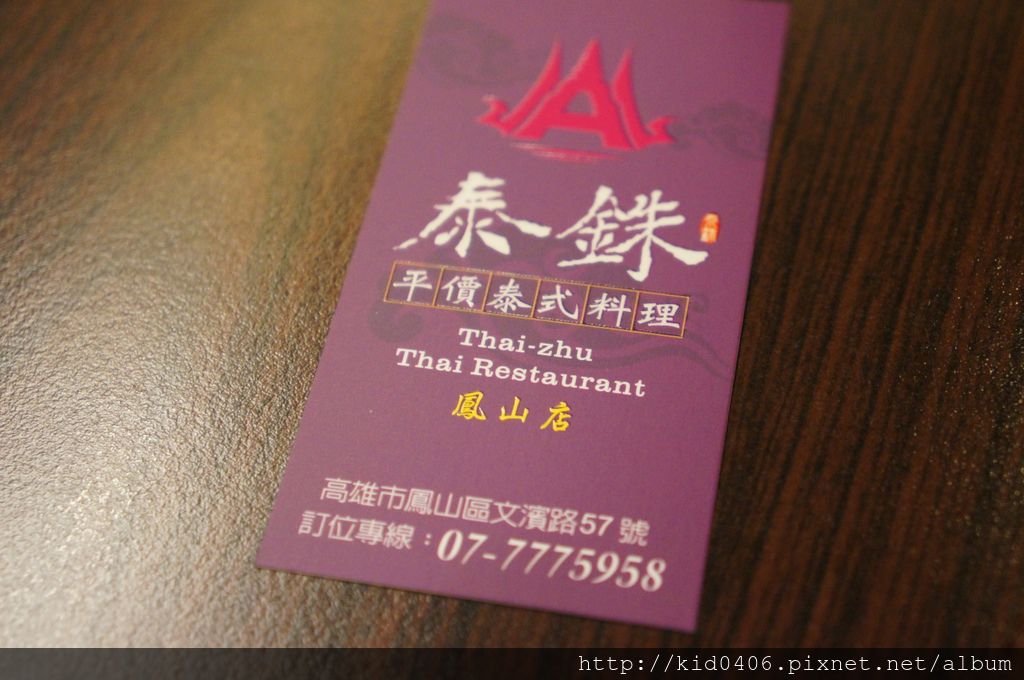 泰銖
平價泰式料理
Thai-zhu
Thai Restaurant
鳳山店
高雄市鳳山區文濱路57號
訂位專線：07-7775958
http://kid0406.pixnet.net/album